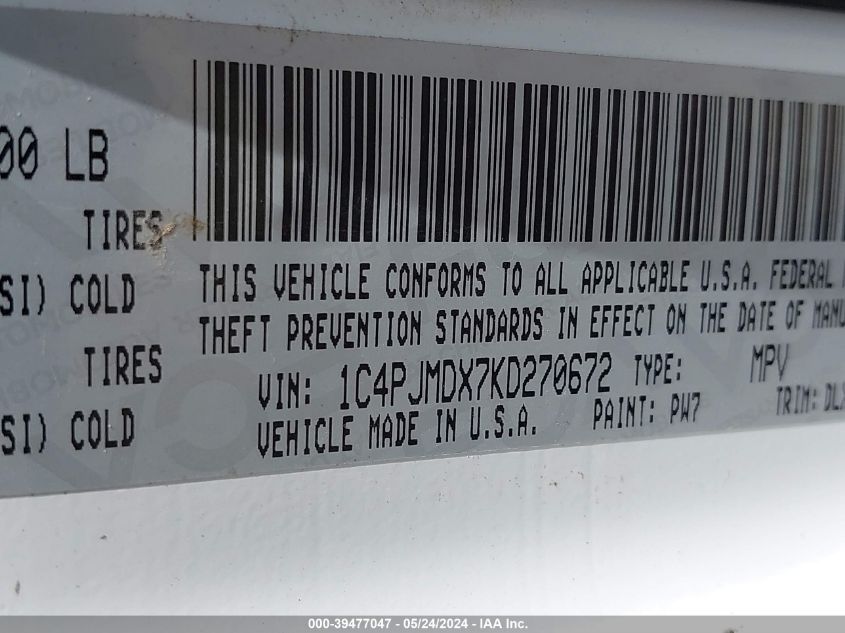 00 LB
TIRES
SI) COLD
TIRES
SI) COLD
THIS VEHICLE CONFORMS TO ALL APPLICABLE U.S.A. FEDERAL
THEFT PREVENTION STANDARDS IN EFFECT ON THE DATE OF MANU
VIN: 1C4PJMDX7KD270672 TYPE: MPV
VEHICLE MADE IN U.S.A. PAINT: PW7 TRIM: DLX
000-39477047 - 05/24/2024 - IAA Inc.